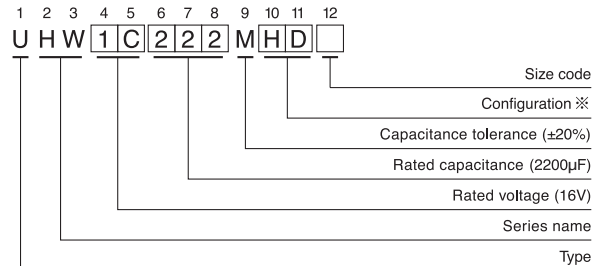 1 2 3 4 5 6 7 8 9 10 11 12
U H W 1 C 2 2 2 M H D
Size code
Configuration ※
Capacitance tolerance (±20%)
Rated capacitance (2200µF)
Rated voltage (16V)
Series name
Type